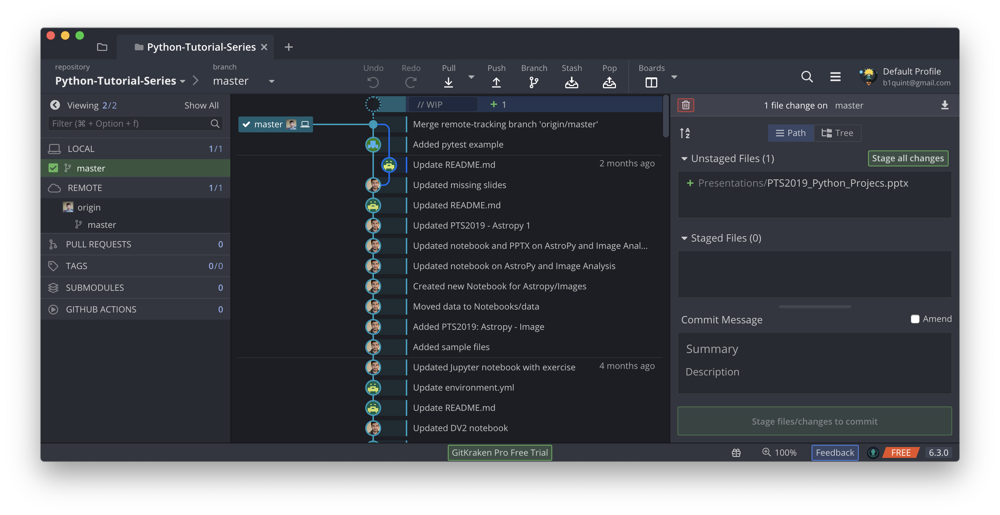 Python-Tutorial-Series
repository
Python-Tutorial-Series
branch
master
Undo
Redo
Pull
Push
Branch
Stash
Pop
Boards
Default Profile
b1quint@gmail.com
Viewing 2/2
Show All
Filter (⌘ + Option + f)
LOCAL 1/1
master
REMOTE 1/1
origin
master
PULL REQUESTS 0
TAGS 0/0
SUBMODULES 0
GITHUB ACTIONS 0
// WIP + 1
master
Merge remote-tracking branch 'origin/master'
Added pytest example
Update README.md 2 months ago
Updated missing slides
Updated README.md
Updated PTS2019 - Astropy 1
Updated notebook and PPTX on AstroPy and Image Anal...
Updated notebook on AstroPy and Image Analysis
Created new Notebook for Astropy/Images
Moved data to Notebooks/data
Added PTS2019: Astropy - Image
Added sample files
Updated Jupyter notebook with exercise 4 months ago
Update environment.yml
Update README.md
Updated DV2 notebook
1 file change on master
A
Z
Path
Tree
Unstaged Files (1)
Stage all changes
+ Presentations/PTS2019_Python_Projecs.pptx
Staged Files (0)
Commit Message
Amend
Summary
Description
Stage files/changes to commit
GitKraken Pro Free Trial
100%
Feedback
FREE
6.3.0